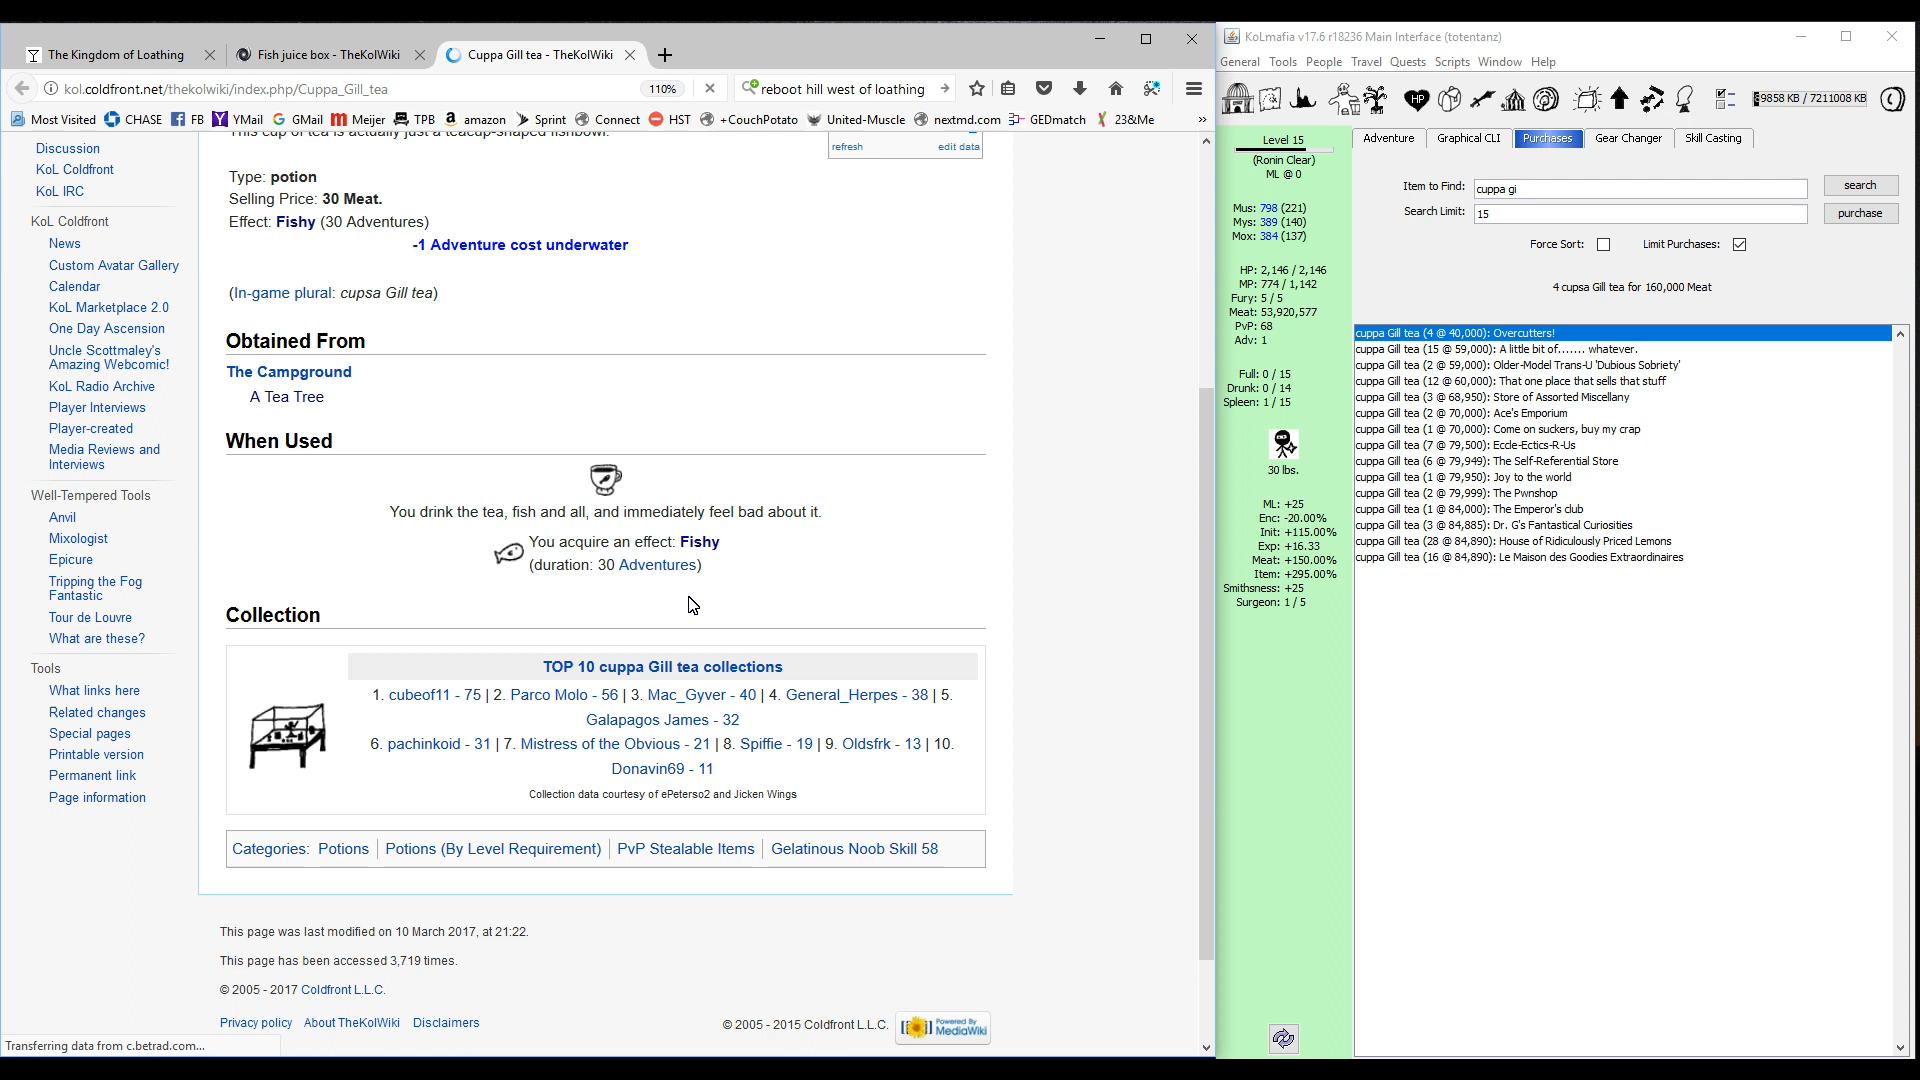 The Kingdom of Loathing
Fish juice box - TheKolWiki
Cuppa Gill tea - TheKolWiki
kol.coldfront.net/thekolwiki/index.php/Cuppa_Gill_tea
110%
reboot hill west of loathing
Most Visited
CHASE
FB
YMail
GMail
Meijer
TPB
amazon
Sprint
Connect
HST
+CouchPotato
United-Muscle
nextmd.com
GEDmatch
23&Me
»
Discussion
KoL Coldfront
KoL IRC
KoL Coldfront
News
Custom Avatar Gallery
Calendar
KoL Marketplace 2.0
One Day Ascension
Uncle Scottmaley's
Amazing Webcomic!
KoL Radio Archive
Player Interviews
Player-created
Media Reviews and
Interviews
Well-Tempered Tools
Anvil
Mixologist
Epicure
Tripping the Fog
Fantastic
Tour de Louvre
What are these?
Tools
What links here
Related changes
Special pages
Printable version
Permanent link
Page information
This cup of tea is actually just a teacup-shaped fishbowl.
refresh edit data
Type: potion
Selling Price: 30 Meat.
Effect: Fishy (30 Adventures)
-1 Adventure cost underwater
(In-game plural: cupsa Gill tea)
Obtained From
The Campground
A Tea Tree
When Used
You drink the tea, fish and all, and immediately feel bad about it.
You acquire an effect: Fishy
(duration: 30 Adventures)
Collection
TOP 10 cuppa Gill tea collections
1. cubeof11 - 75 | 2. Parco Molo - 56 | 3. Mac_Gyver - 40 | 4. General_Herpes - 38 | 5.
Galapagos James - 32
6. pachinkoid - 31 | 7. Mistress of the Obvious - 21 | 8. Spiffie - 19 | 9. Oldsfrk - 13 | 10.
Donavin69 - 11
Collection data courtesy of ePeterso2 and Jicken Wings
Categories: Potions | Potions (By Level Requirement) | PvP Stealable Items | Gelatinous Noob Skill 58
This page was last modified on 10 March 2017, at 21:22.
This page has been accessed 3,719 times.
© 2005 - 2017 Coldfront L.L.C.
Privacy policy About TheKolWiki Disclaimers
© 2005 - 2015 Coldfront L.L.C.
Powered By
MediaWiki
Transferring data from c.betrad.com...
KoLmafia v17.6 r18236 Main Interface (totentanz)
General Tools People Travel Quests Scripts Window Help
HP
9858 KB / 7211008 KB
Level 15
(Ronin Clear)
ML @ 0
Mus: 798 (221)
Mys: 389 (140)
Mox: 384 (137)
HP: 2,146 / 2,146
MP: 774 / 1,142
Fury: 5 / 5
Meat: 53,920,577
PvP: 68
Adv: 1
Full: 0 / 15
Drunk: 0 / 14
Spleen: 1 / 15
30 lbs.
ML: +25
Enc: -20.00%
Init: +115.00%
Exp: +16.33
Meat: +150.00%
Item: +295.00%
Smithsness: +25
Surgeon: 1 / 5
Adventure
Graphical CLI
Purchases
Gear Changer
Skill Casting
Item to Find: cuppa gi search
Search Limit: 15 purchase
Force Sort: Limit Purchases:
4 cupsa Gill tea for 160,000 Meat
cuppa Gill tea (4 @ 40,000): Overcutters!
cuppa Gill tea (15 @ 59,000): A little bit of....... whatever.
cuppa Gill tea (2 @ 59,000): Older-Model Trans-U 'Dubious Sobriety'
cuppa Gill tea (12 @ 60,000): That one place that sells that stuff
cuppa Gill tea (3 @ 68,950): Store of Assorted Miscellany
cuppa Gill tea (2 @ 70,000): Ace's Emporium
cuppa Gill tea (1 @ 70,000): Come on suckers, buy my crap
cuppa Gill tea (7 @ 79,500): Eccle-Ectics-R-Us
cuppa Gill tea (6 @ 79,949): The Self-Referential Store
cuppa Gill tea (1 @ 79,950): Joy to the world
cuppa Gill tea (2 @ 79,999): The Pwnshop
cuppa Gill tea (1 @ 84,000): The Emperor's club
cuppa Gill tea (3 @ 84,885): Dr. G's Fantastical Curiosities
cuppa Gill tea (28 @ 84,890): House of Ridiculously Priced Lemons
cuppa Gill tea (16 @ 84,890): Le Maison des Goodies Extraordinaires